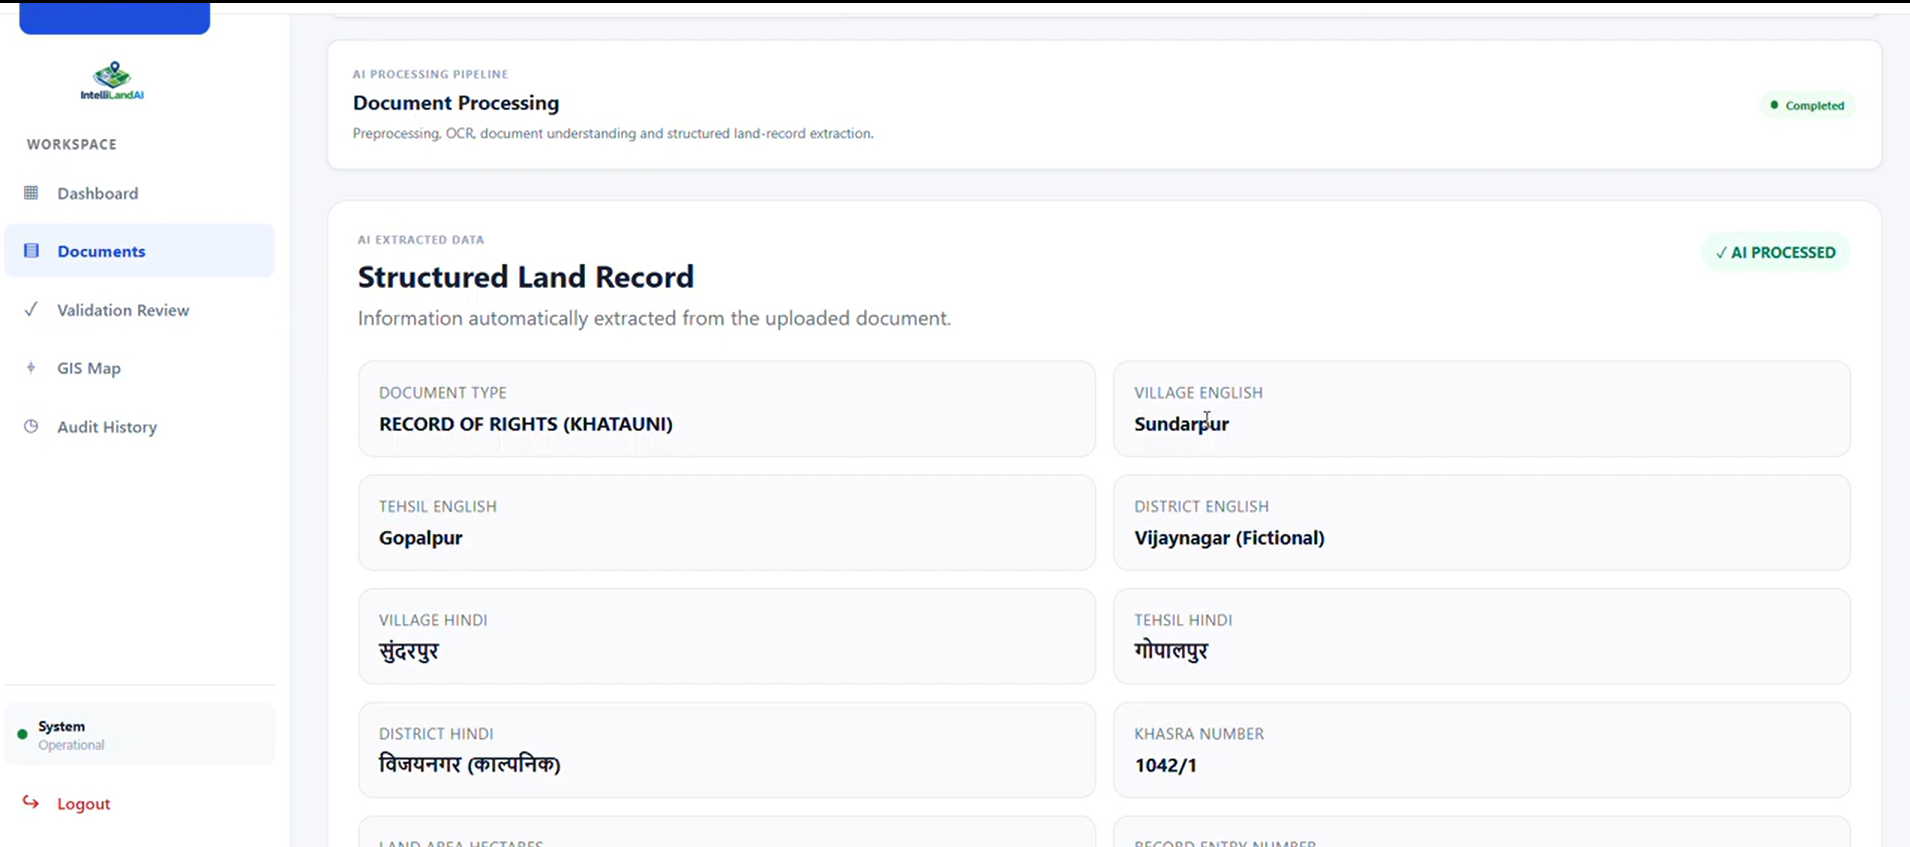 IntelliLandAI
WORKSPACE
Dashboard
Documents
Validation Review
GIS Map
Audit History
System
Operational
Logout
AI PROCESSING PIPELINE
Document Processing
Preprocessing, OCR, document understanding and structured land-record extraction.
Completed
AI EXTRACTED DATA
Structured Land Record
Information automatically extracted from the uploaded document.
✓ AI PROCESSED
DOCUMENT TYPE
RECORD OF RIGHTS (KHATAUNI)
VILLAGE ENGLISH
Sundarpur
TEHSIL ENGLISH
Gopalpur
DISTRICT ENGLISH
Vijaynagar (Fictional)
VILLAGE HINDI
सुंदरपुर
TEHSIL HINDI
गोपालपुर
DISTRICT HINDI
विजयनगर (काल्पनिक)
KHASRA NUMBER
1042/1
LAND AREA HECTARES
RECORD ENTRY NUMBER